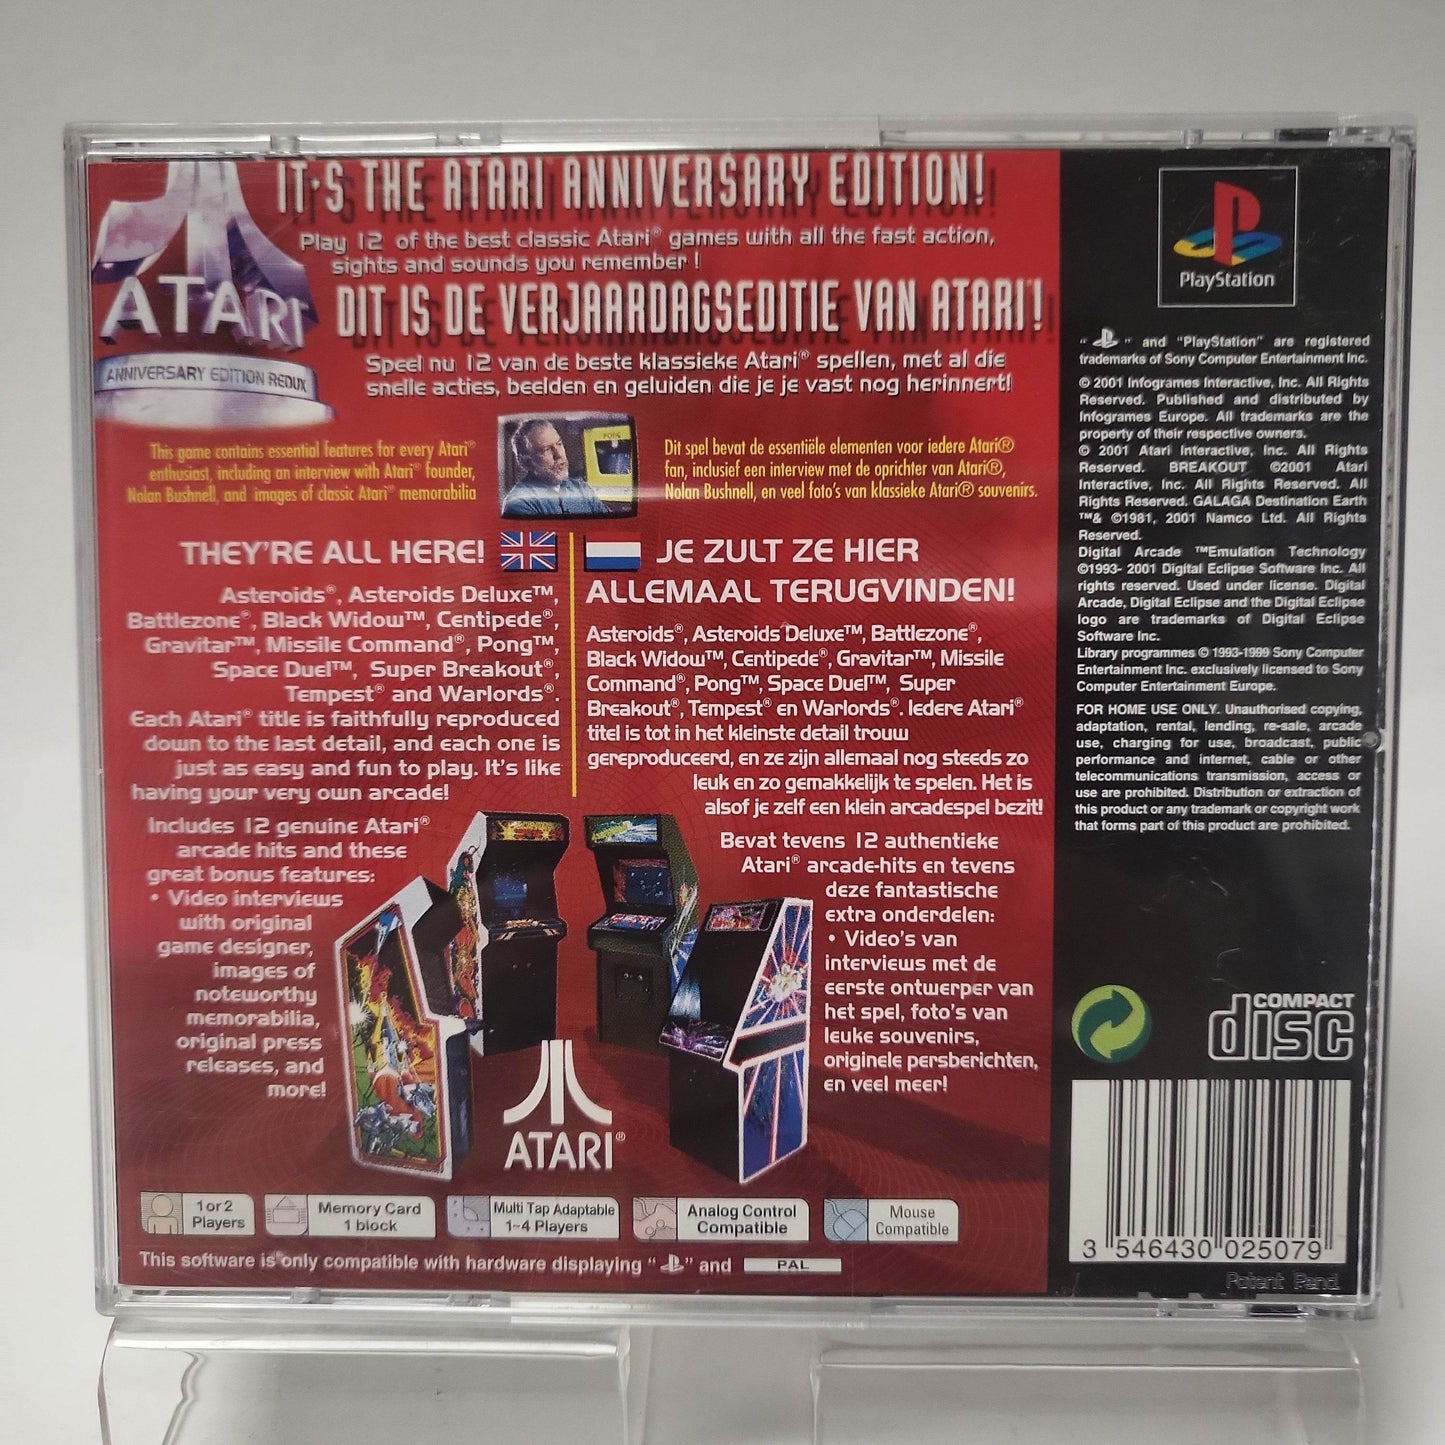 IT'S THE ATARI ANNIVERSARY EDITION!
Play 12 of the best classic Atari® games with all the fast action,
sights and sounds you remember !
DIT IS DE VERJAARDAGSEDITIE VAN ATARI!
Speel nu 12 van de beste klassieke Atari® spellen, met al die
snelle acties, beelden en geluiden die je je vast nog herinnert!
ATARI™
ANNIVERSARY EDITION REDUX
This game contains essential features for every Atari®
enthusiast, including an interview with Atari® founder,
Nolan Bushnell, and images of classic Atari® memorabilia
PONG
Dit spel bevat de essentiële elementen voor iedere Atari®
fan, inclusief een interview met de oprichter van Atari®,
Nolan Bushnell, en veel foto's van klassieke Atari® souvenirs.
THEY'RE ALL HERE!
Asteroids®, Asteroids Deluxe™,
Battlezone®, Black Widow™, Centipede®,
Gravitar™, Missile Command®, Pong™,
Space Duel™, Super Breakout®,
Tempest® and Warlords®.
Each Atari® title is faithfully reproduced
down to the last detail, and each one is
just as easy and fun to play. It's like
having your very own arcade!
Includes 12 genuine Atari®
arcade hits and these
great bonus features:
• Video interviews
with original
game designer,
images of
noteworthy
memorabilia,
original press
releases, and
more!
JE ZULT ZE HIER
ALLEMAAL TERUGVINDEN!
Asteroids®, Asteroids Deluxe™, Battlezone®,
Black Widow™, Centipede®, Gravitar™, Missile
Command®, Pong™, Space Duel™, Super
Breakout®, Tempest® en Warlords®. Iedere Atari®
titel is tot in het kleinste detail trouw
gereproduceerd, en ze zijn allemaal nog steeds zo
leuk en zo gemakkelijk te spelen. Het is
alsof je zelf een klein arcadespel bezit!
Bevat tevens 12 authentieke
Atari® arcade-hits en tevens
deze fantastische
extra onderdelen:
• Video's van
interviews met de
eerste ontwerper van
het spel, foto's van
leuke souvenirs,
originele persberichten,
en veel meer!
ATARI®
1 or 2
Players
Memory Card
1 block
Multi Tap Adaptable
1-4 Players
Analog Control
Compatible
Mouse
Compatible
This software is only compatible with hardware displaying " " and PAL
PlayStation
" " and "PlayStation" are registered
trademarks of Sony Computer Entertainment Inc.
© 2001 Infogrames Interactive, Inc. All Rights
Reserved. Published and distributed by
Infogrames Europe. All trademarks are the
property of their respective owners.
© 2001 Atari Interactive, Inc. All Rights
Reserved. BREAKOUT ©2001 Atari
Interactive, Inc. All Rights Reserved. All
Rights Reserved. GALAGA Destination Earth
™& ©1981, 2001 Namco Ltd. All Rights
Reserved.
Digital Arcade ™Emulation Technology
©1993- 2001 Digital Eclipse Software Inc. All
rights reserved. Used under license. Digital
Arcade, Digital Eclipse and the Digital Eclipse
logo are trademarks of Digital Eclipse
Software Inc.
Library programmes © 1993-1999 Sony Computer
Entertainment Inc. exclusively licensed to Sony
Computer Entertainment Europe.
FOR HOME USE ONLY. Unauthorised copying,
adaptation, rental, lending, re-sale, arcade
use, charging for use, broadcast, public
performance and internet, cable or other
telecommunications transmission, access or
use are prohibited. Distribution or extraction of
this product or any trademark or copyright work
that forms part of this product are prohibited.
COMPACT
disc
3 546430 025079
Patent Pend